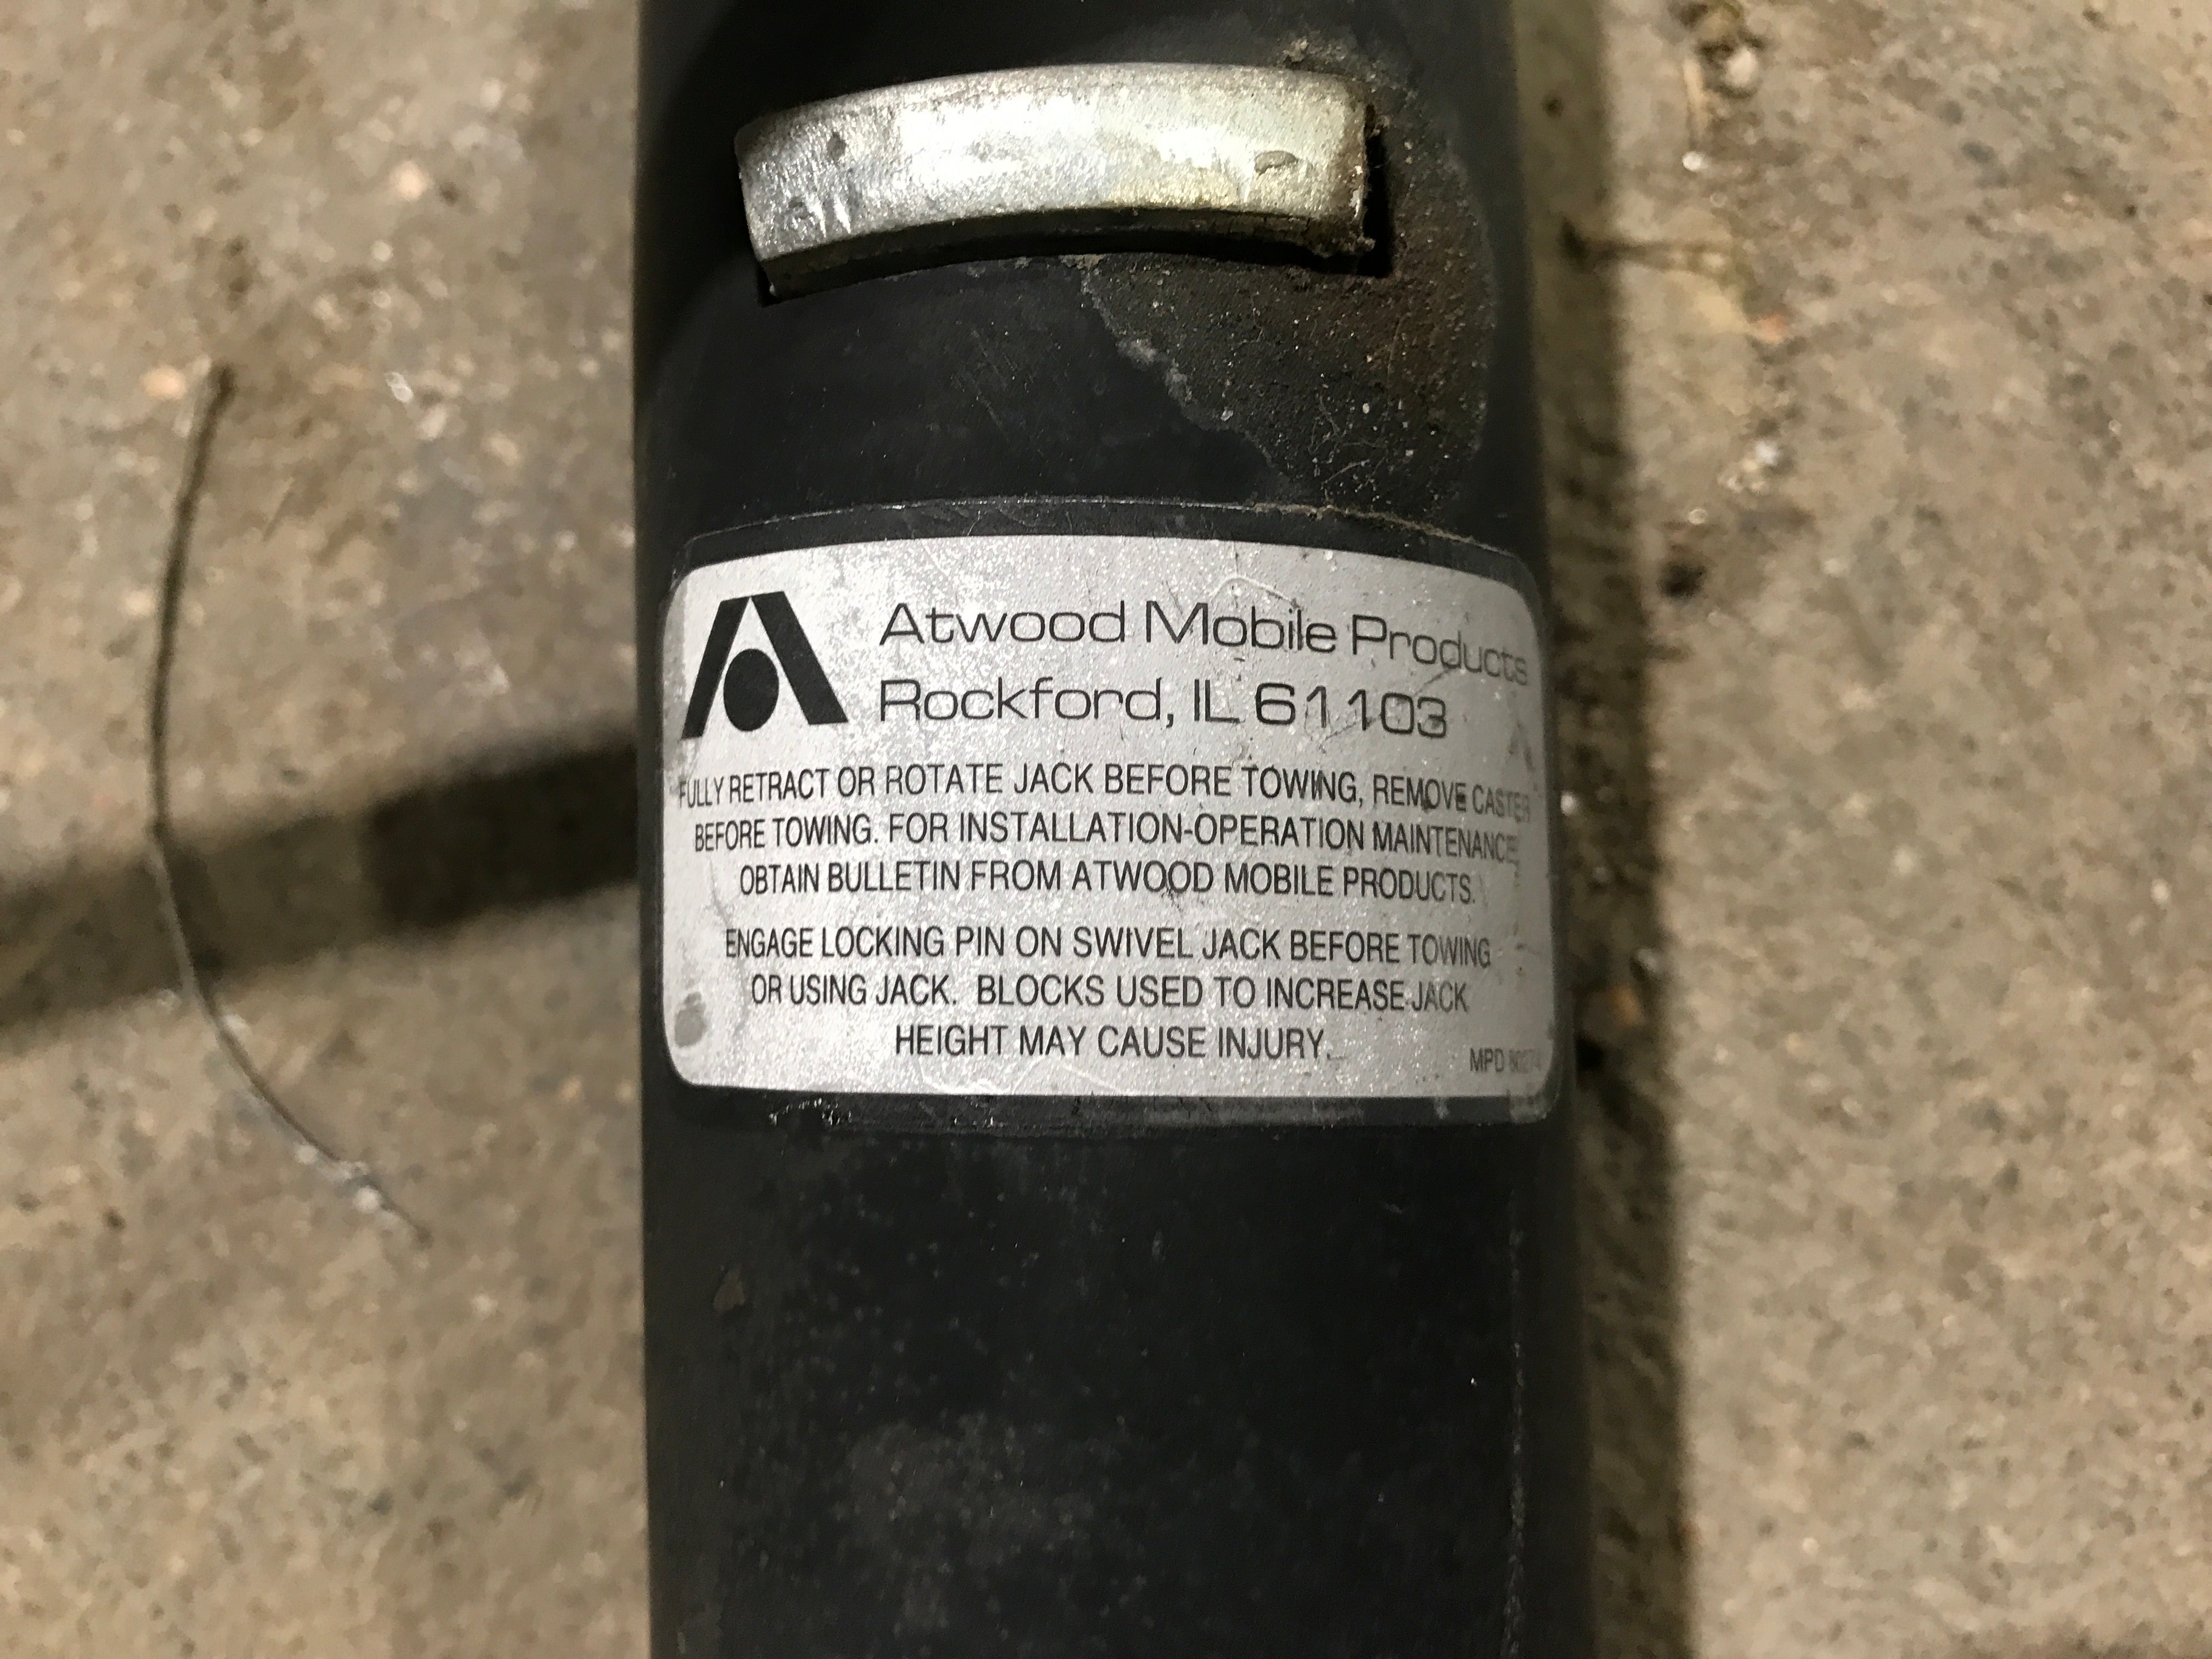 Atwood Mobile Products
Rockford, IL 61103
FULLY RETRACT OR ROTATE JACK BEFORE TOWING, REMOVE CASTER
BEFORE TOWING. FOR INSTALLATION-OPERATION MAINTENANCE
OBTAIN BULLETIN FROM ATWOOD MOBILE PRODUCTS.
ENGAGE LOCKING PIN ON SWIVEL JACK BEFORE TOWING
OR USING JACK. BLOCKS USED TO INCREASE JACK
HEIGHT MAY CAUSE INJURY.
MPD